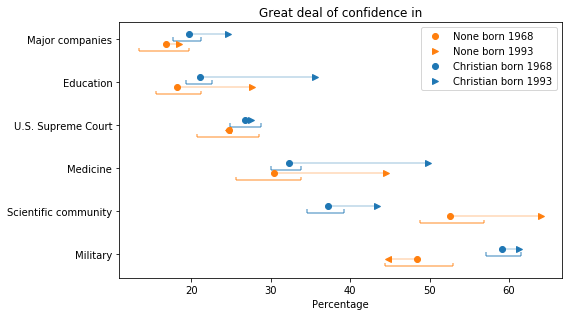 Great deal of confidence in
None born 1968
None born 1993
Christian born 1968
Christian born 1993
Major companies
Education
U.S. Supreme Court
Medicine
Scientific community
Military
20 30 40 50 60
Percentage